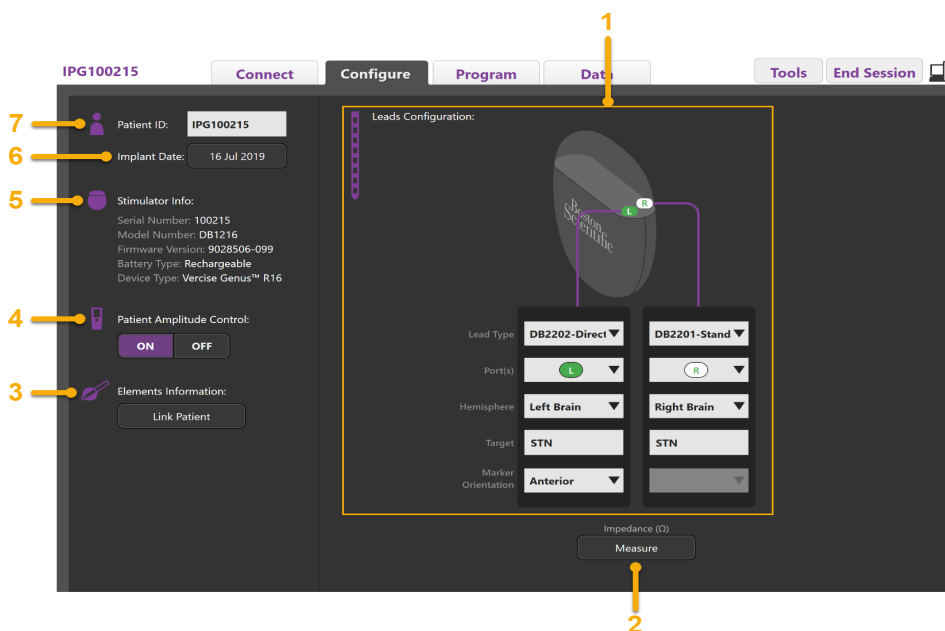 1
IPG100215
Connect
Configure
Program
Data
Tools
End Session
7
Patient ID:
IPG100215
6
Implant Date:
16 Jul 2019
5
Stimulator Info:
Serial Number: 100215
Model Number: DB1216
Firmware Version: 9028506-099
Battery Type: Rechargeable
Device Type: Vercise Genus™ R16
4
Patient Amplitude Control:
ON
OFF
3
Elements Information:
Link Patient
Leads Configuration:
L
R
Boston
Scientific
Lead Type
DB2202-Direct
DB2201-Stand
Port(s)
L
R
Hemisphere
Left Brain
Right Brain
Target
STN
STN
Marker
Orientation
Anterior
Impedance (Ω)
Measure
2